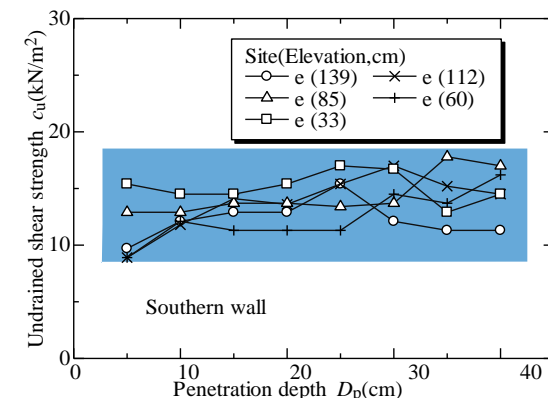 30
20
10
0
Undrained shear strength cu(kN/m2)
Site(Elevation,cm)
e (139)
e (112)
e (85)
e (60)
e (33)
Southern wall
0
10
20
30
40
Penetration depth Dp(cm)